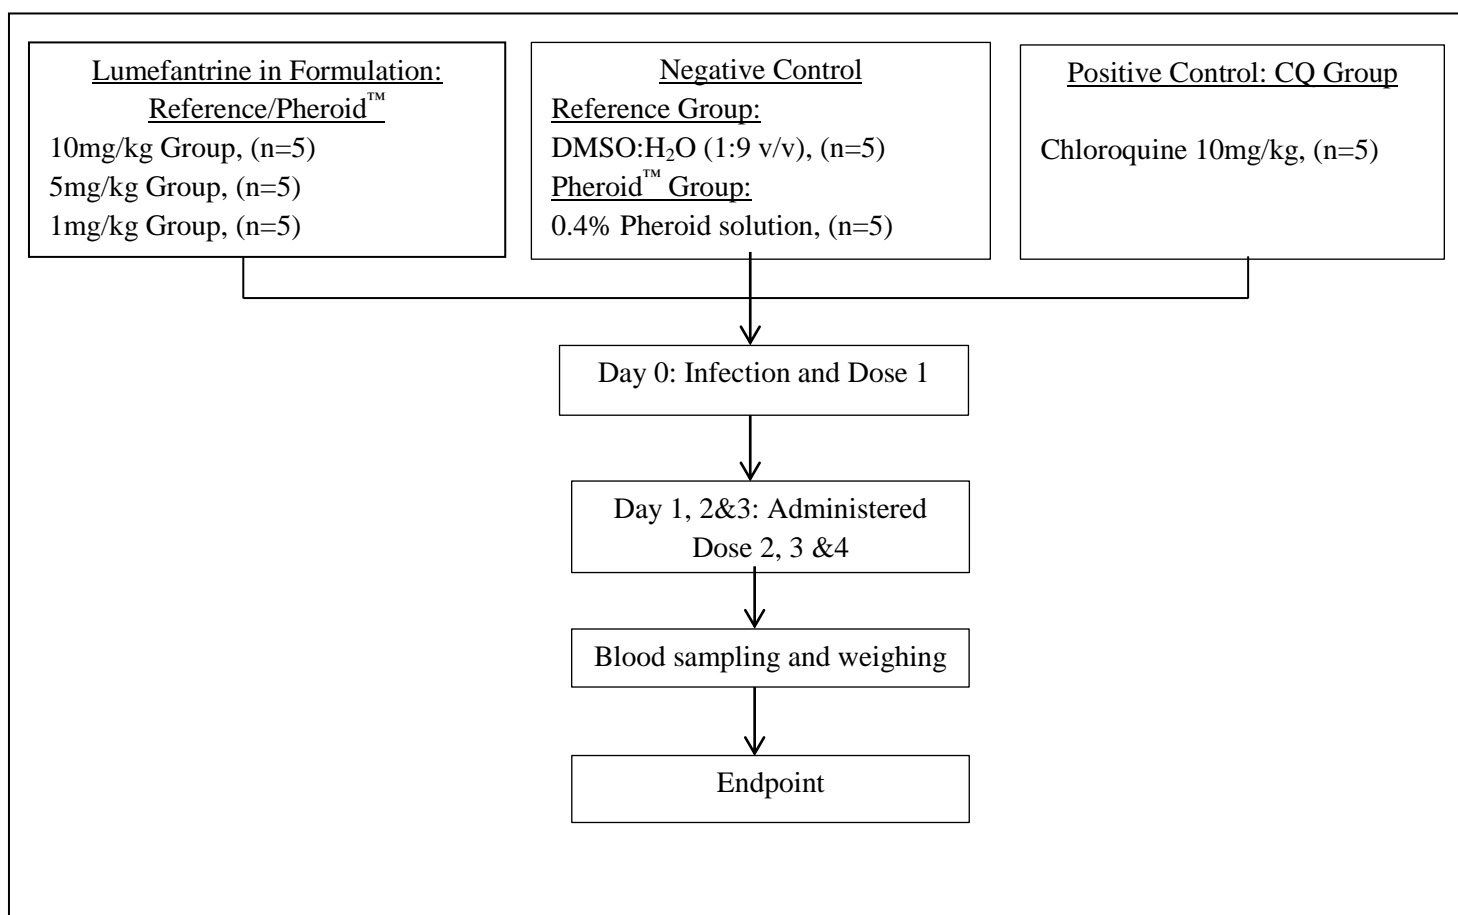 Lumefantrine in Formulation:
Reference/Pheroid™
10mg/kg Group, (n=5)
5mg/kg Group, (n=5)
1mg/kg Group, (n=5)
Negative Control
Reference Group:
DMSO:H₂O (1:9 v/v), (n=5)
Pheroid™ Group:
0.4% Pheroid solution, (n=5)
Positive Control: CQ Group
Chloroquine 10mg/kg, (n=5)
Day 0: Infection and Dose 1
Day 1, 2&3: Administered
Dose 2, 3 &4
Blood sampling and weighing
Endpoint